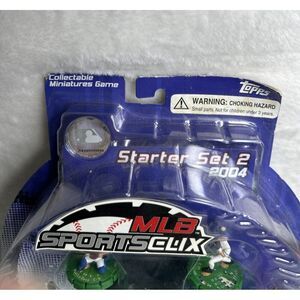 Collectable
Miniatures Game
Topps
WARNING: CHOKING HAZARD
Small parts. Not for children under 3 years.
Starter Set 2
2004
MLB
SPORTSCLIX